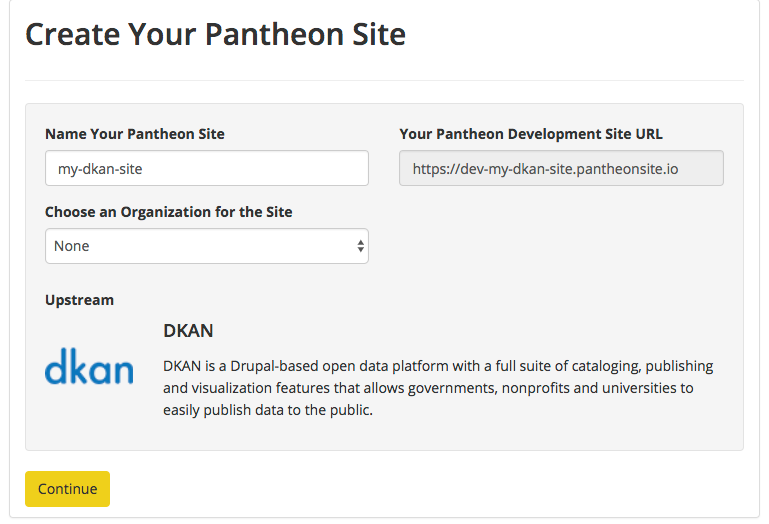 Create Your Pantheon Site
Name Your Pantheon Site
Your Pantheon Development Site URL
my-dkan-site
https://dev-my-dkan-site.pantheonsite.io
Choose an Organization for the Site
None
Upstream
dkan
DKAN
DKAN is a Drupal-based open data platform with a full suite of cataloging, publishing
and visualization features that allows governments, nonprofits and universities to
easily publish data to the public.
Continue